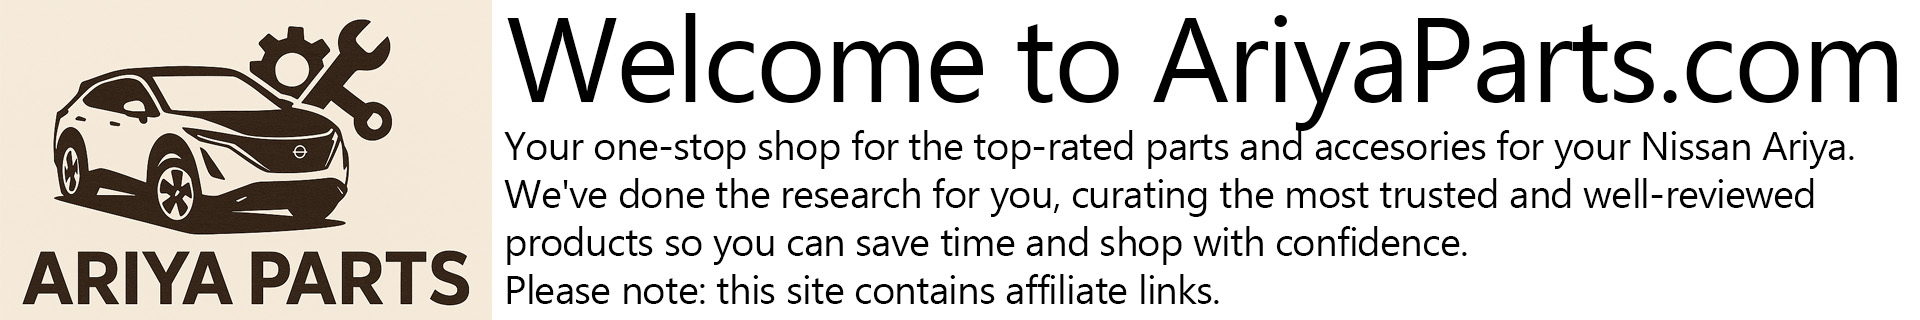 ARIYA PARTS
Welcome to AriyaParts.com
Your one-stop shop for the top-rated parts and accesories for your Nissan Ariya.
We've done the research for you, curating the most trusted and well-reviewed
products so you can save time and shop with confidence.
Please note: this site contains affiliate links.